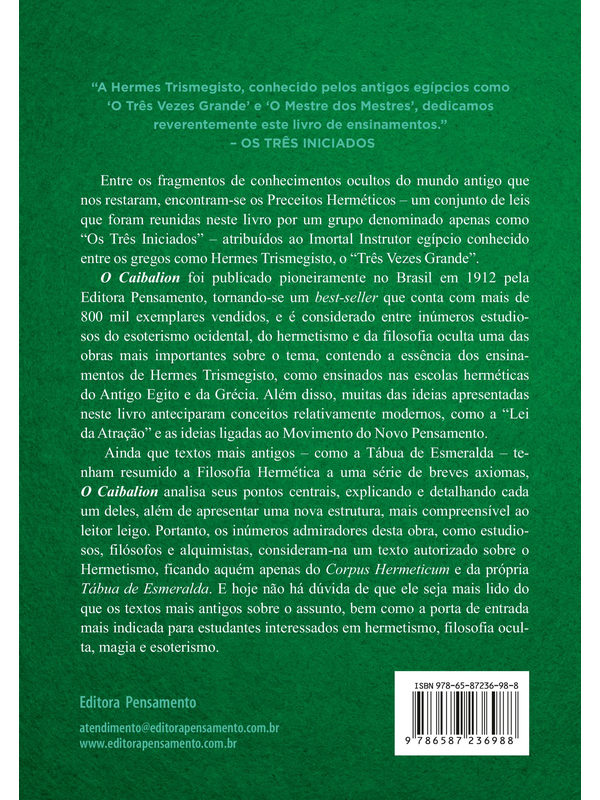 “A Hermes Trismegisto, conhecido pelos antigos egípcios como
‘O Três Vezes Grande’ e ‘O Mestre dos Mestres’, dedicamos
reverentemente este livro de ensinamentos.”
– OS TRÊS INICIADOS
Entre os fragmentos de conhecimentos ocultos do mundo antigo que
nos restaram, encontram-se os Preceitos Herméticos – um conjunto de leis
que foram reunidas neste livro por um grupo denominado apenas como
“Os Três Iniciados” – atribuídos ao Imortal Instrutor egípcio conhecido
entre os gregos como Hermes Trismegisto, o “Três Vezes Grande”.
O Caibalion foi publicado pioneiramente no Brasil em 1912 pela
Editora Pensamento, tornando-se um best-seller que conta com mais de
800 mil exemplares vendidos, e é considerado entre inúmeros estudio-
sos do esoterismo ocidental, do hermetismo e da filosofia oculta uma das
obras mais importantes sobre o tema, contendo a essência dos ensina-
mentos de Hermes Trismegisto, como ensinados nas escolas herméticas
do Antigo Egito e da Grécia. Além disso, muitas das ideias apresentadas
neste livro anteciparam conceitos relativamente modernos, como a “Lei
da Atração” e as ideias ligadas ao Movimento do Novo Pensamento.
Ainda que textos mais antigos – como a Tábua de Esmeralda – te-
nham resumido a Filosofia Hermética a uma série de breves axiomas,
O Caibalion analisa seus pontos centrais, explicando e detalhando cada
um deles, além de apresentar uma nova estrutura, mais compreensível ao
leitor leigo. Portanto, os inúmeros admiradores desta obra, como estudio-
sos, filósofos e alquimistas, consideram-na um texto autorizado sobre o
Hermetismo, ficando aquém apenas do Corpus Hermeticum e da própria
Tábua de Esmeralda. E hoje não há dúvida de que ele seja mais lido do
que os textos mais antigos sobre o assunto, bem como a porta de entrada
mais indicada para estudantes interessados em hermetismo, filosofia ocul-
ta, magia e esoterismo.
ISBN 978-65-87236-98-8
9 786587 236988
Editora Pensamento
atendimento@editorapensamento.com.br
www.editorapensamento.com.br